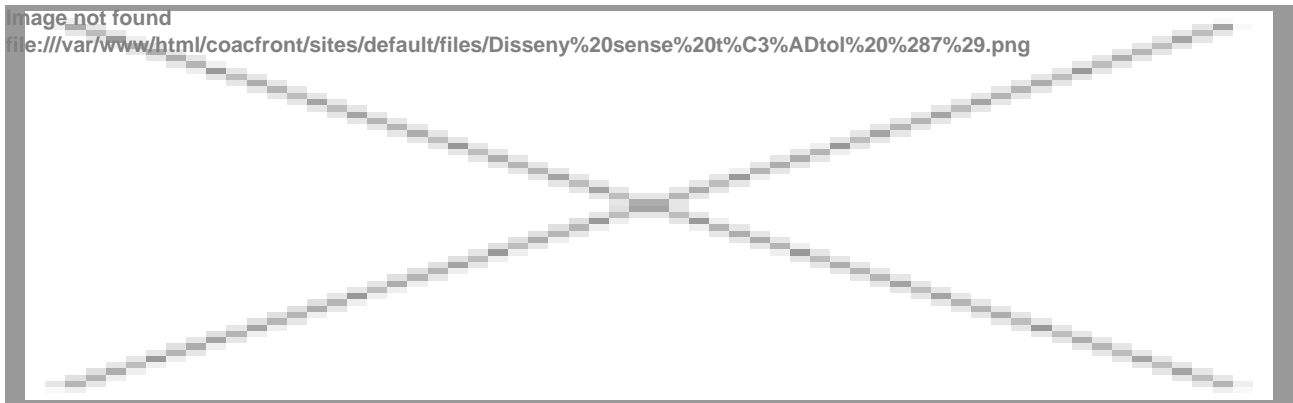 Image not found
file:///var/www/html/coacfront/sites/default/files/Disseny%20sense%20t%C3%ADtol%20%287%29.png